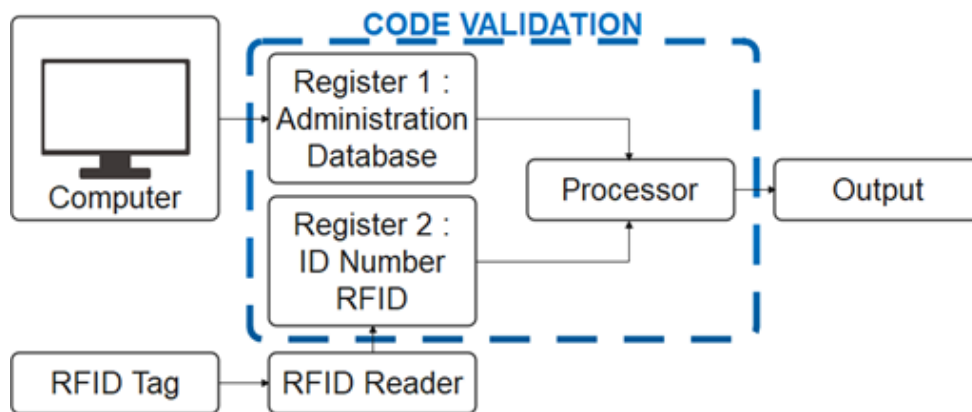 CODE VALIDATION
Computer
Register 1 :
Administration
Database
Register 2 :
ID Number
RFID
Processor
Output
RFID Tag
RFID Reader